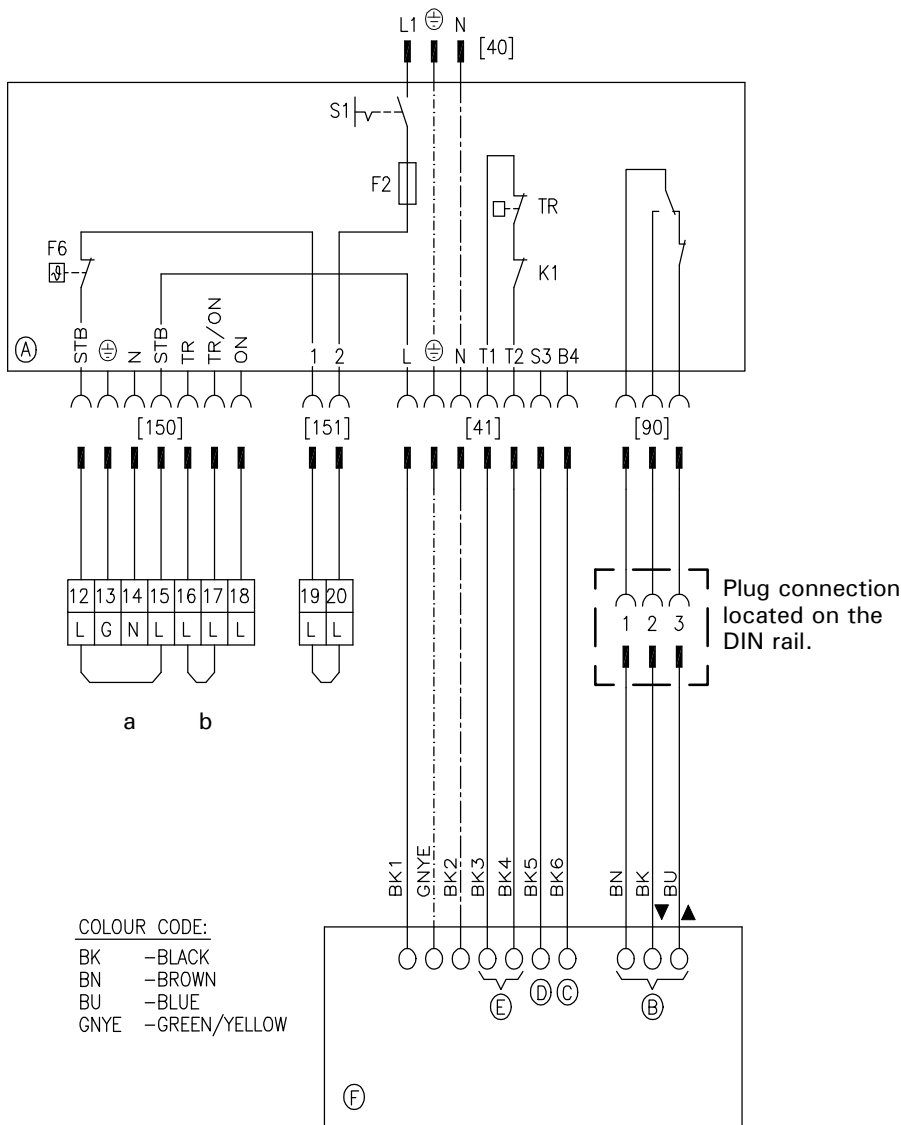 L1 ⏚ N
[40]
S1
F2
TR
F6
K1
A
STB ⏚ N STB TR TR/ON ON 1 2 L ⏚ N T1 T2 S3 B4
[150] [151] [41] [90]
12 13 14 15 16 17 18 19 20
L G N L L L L L L
1 2 3
Plug connection
located on the
DIN rail.
a b
BK1 GNYE BK2 BK3 BK4 BK5 BK6 BN BK BU
COLOUR CODE:
BK -BLACK
BN -BROWN
BU -BLUE
GNYE -GREEN/YELLOW
E D C B
F